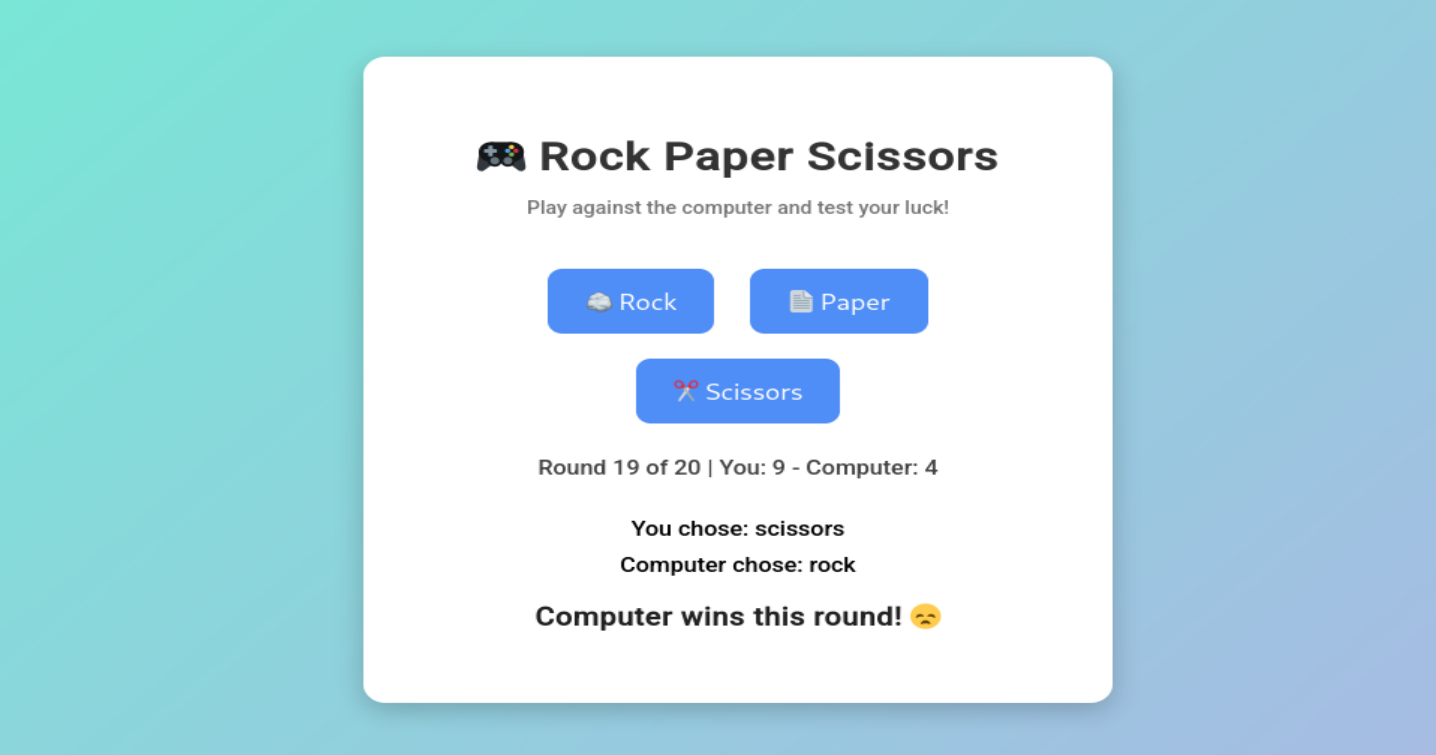 🎮 Rock Paper Scissors
Play against the computer and test your luck!
Rock
Paper
Scissors
Round 19 of 20 | You: 9 - Computer: 4
You chose: scissors
Computer chose: rock
Computer wins this round! 😞